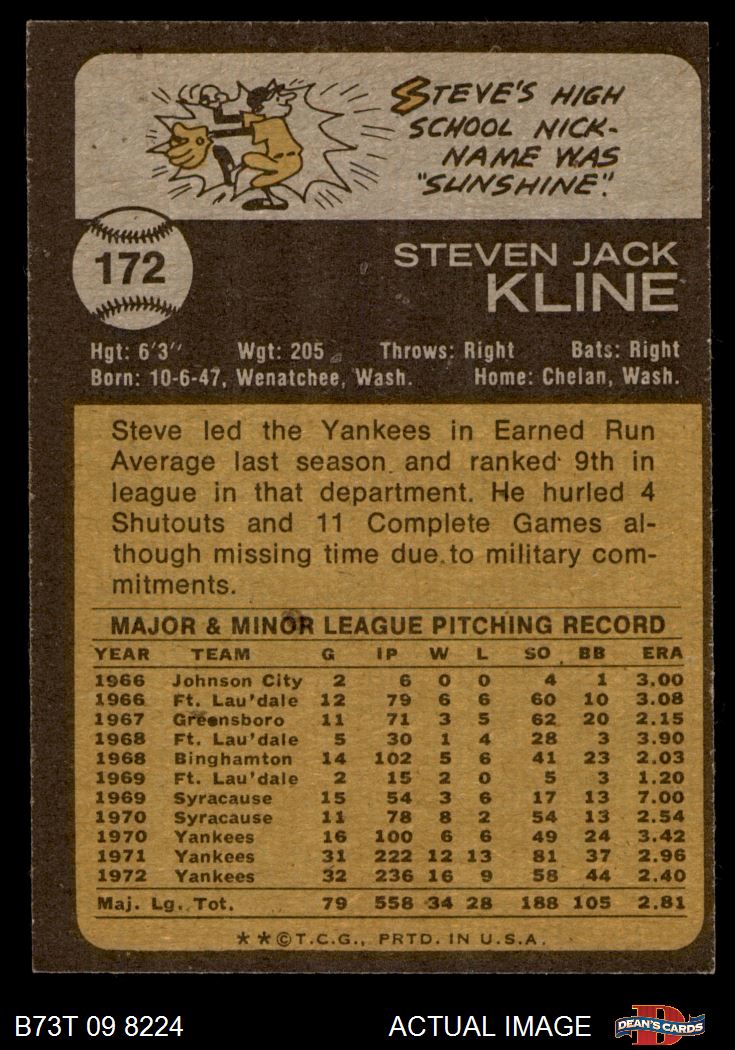 STEVE'S HIGH
SCHOOL NICK-
NAME WAS
"SUNSHINE".
172
STEVEN JACK
KLINE
Hgt: 6'3" Wgt: 205 Throws: Right Bats: Right
Born: 10-6-47, Wenatchee, Wash. Home: Chelan, Wash.
Steve led the Yankees in Earned Run
Average last season and ranked 9th in
league in that department. He hurled 4
Shutouts and 11 Complete Games al-
though missing time due to military com-
mitments.
MAJOR & MINOR LEAGUE PITCHING RECORD
YEAR TEAM G IP W L SO BB ERA
1966 Johnson City 2 6 0 0 4 1 3.00
1966 Ft. Lau'dale 12 79 6 6 60 10 3.08
1967 Greensboro 11 71 3 5 62 20 2.15
1968 Ft. Lau'dale 5 30 1 4 28 3 3.90
1968 Binghamton 14 102 5 6 41 23 2.03
1969 Ft. Lau'dale 2 15 2 0 5 3 1.20
1969 Syracause 15 54 3 6 17 13 7.00
1970 Syracause 11 78 8 2 54 13 2.54
1970 Yankees 16 100 6 6 49 24 3.42
1971 Yankees 31 222 12 13 81 37 2.96
1972 Yankees 32 236 16 9 58 44 2.40
Maj. Lg. Tot. 79 558 34 28 188 105 2.81
* * © T.C.G., PRTD. IN U.S.A.
B73T 09 8224 ACTUAL IMAGE DEAN'S CARDS